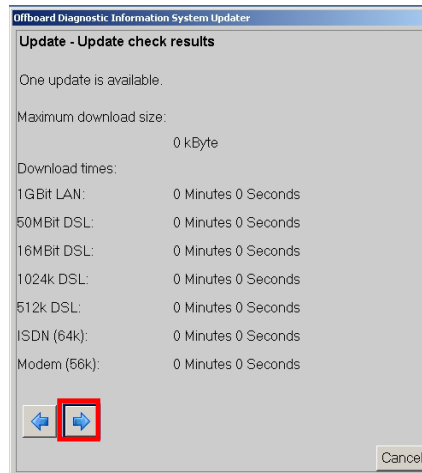 Offboard Diagnostic Information System Updater
Update - Update check results
One update is available.
Maximum download size:
0 kByte
Download times:
1GBit LAN: 0 Minutes 0 Seconds
50MBit DSL: 0 Minutes 0 Seconds
16MBit DSL: 0 Minutes 0 Seconds
1024k DSL: 0 Minutes 0 Seconds
512k DSL: 0 Minutes 0 Seconds
ISDN (64k): 0 Minutes 0 Seconds
Modem (56k): 0 Minutes 0 Seconds
Cancel